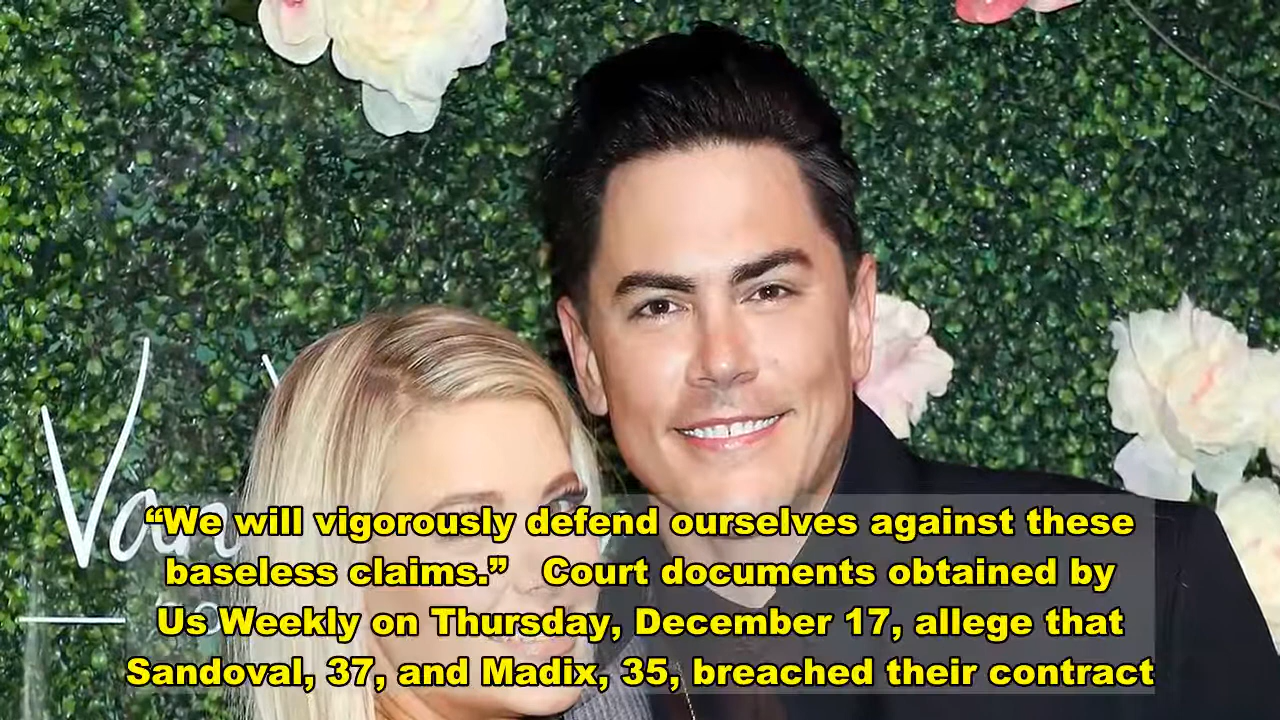 Van
“We will vigorously defend ourselves against these
baseless claims.” Court documents obtained by
Us Weekly on Thursday, December 17, allege that
Sandoval, 37, and Madix, 35, breached their contract